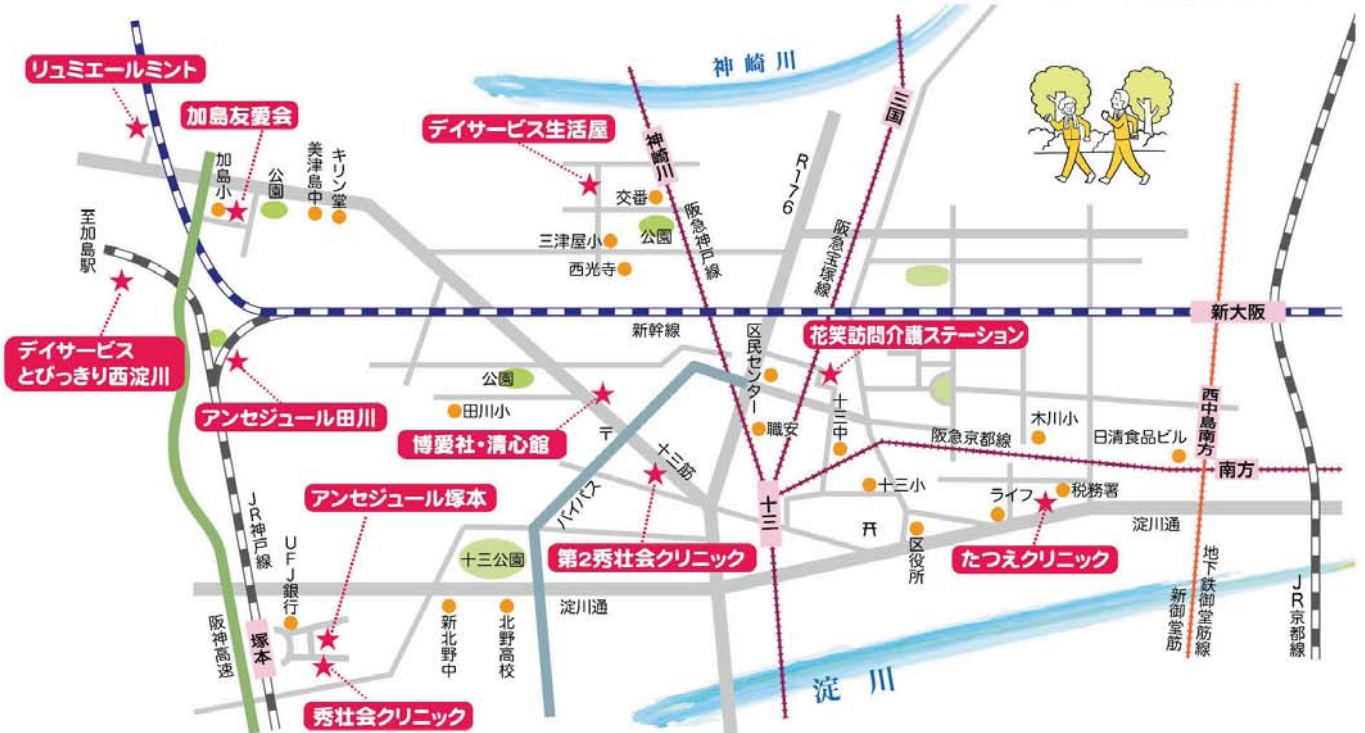 神崎川
リュミエールミント
加島友愛会
デイサービス生活屋
加島小
公園
美津島中
キリン堂
至加島駅
交番
公園
三津屋小
西光寺
神崎川
阪急神戸線
R176
三国
阪急宝塚線
新幹線
新大阪
デイサービス
とびっきり西淀川
アンセジュール田川
公園
田川小
博愛社・清心館
〒
区民センター
花笑訪問介護ステーション
職安
十三中
木川小
阪急京都線
日清食品ビル
西中島南方
南方
十三筋
バイパス
十三
十三小
ライフ
税務署
淀川通
アンセジュール塚本
第2秀壮会クリニック
区役所
たつえクリニック
JR神戸線
UFJ銀行
十三公園
淀川通
阪神高速
塚本
新北野中
北野高校
秀壮会クリニック
淀川
新御堂筋
地下鉄御堂筋線
JR京都線